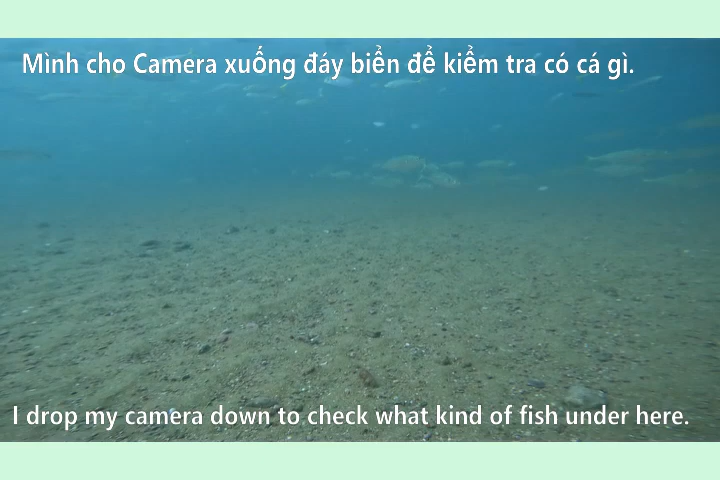 Mình cho Camera xuống đáy biển để kiểm tra có cá gì.
I drop my camera down to check what kind of fish under here.